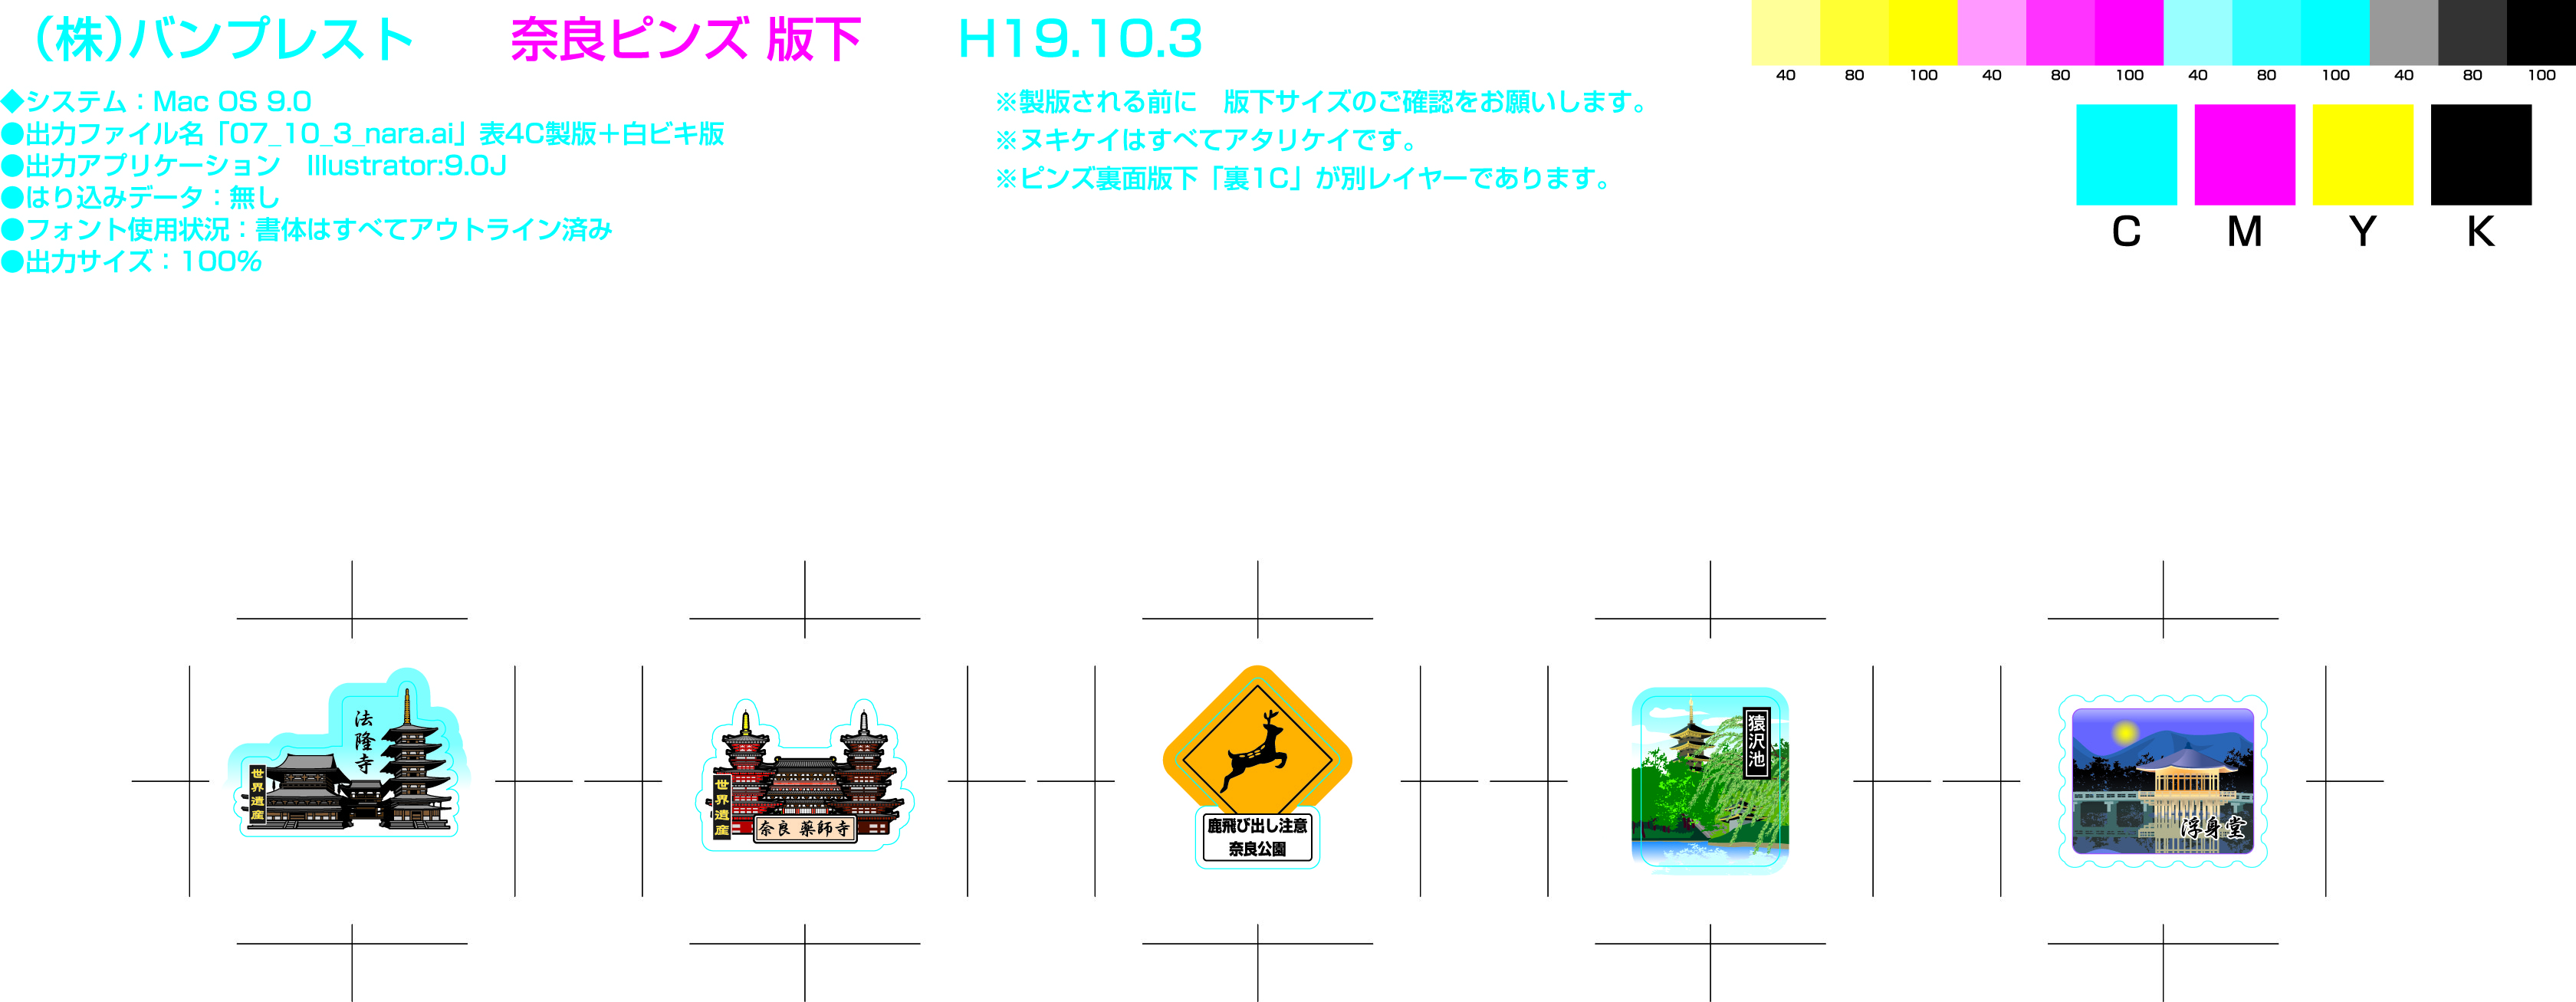 （株）バンプレスト　奈良ピンズ 版下　H19.10.3
◆システム：Mac OS 9.0
●出力ファイル名「07_10_3_nara.ai」表4C製版＋白ビキ版
●出力アプリケーション　Illustrator:9.0J
●はり込みデータ：無し
●フォント使用状況：書体はすべてアウトライン済み
●出力サイズ：100%
※製版される前に　版下サイズのご確認をお願いします。
※ヌキケイはすべてアタリケイです。
※ピンズ裏面版下「裏1C」が別レイヤーであります。
40 80 100 40 80 100 40 80 100 40 80 100
C M Y K
法隆寺
世界遺産
世界遺産
奈良 薬師寺
鹿飛び出し注意
奈良公園
猿沢池
浮身堂